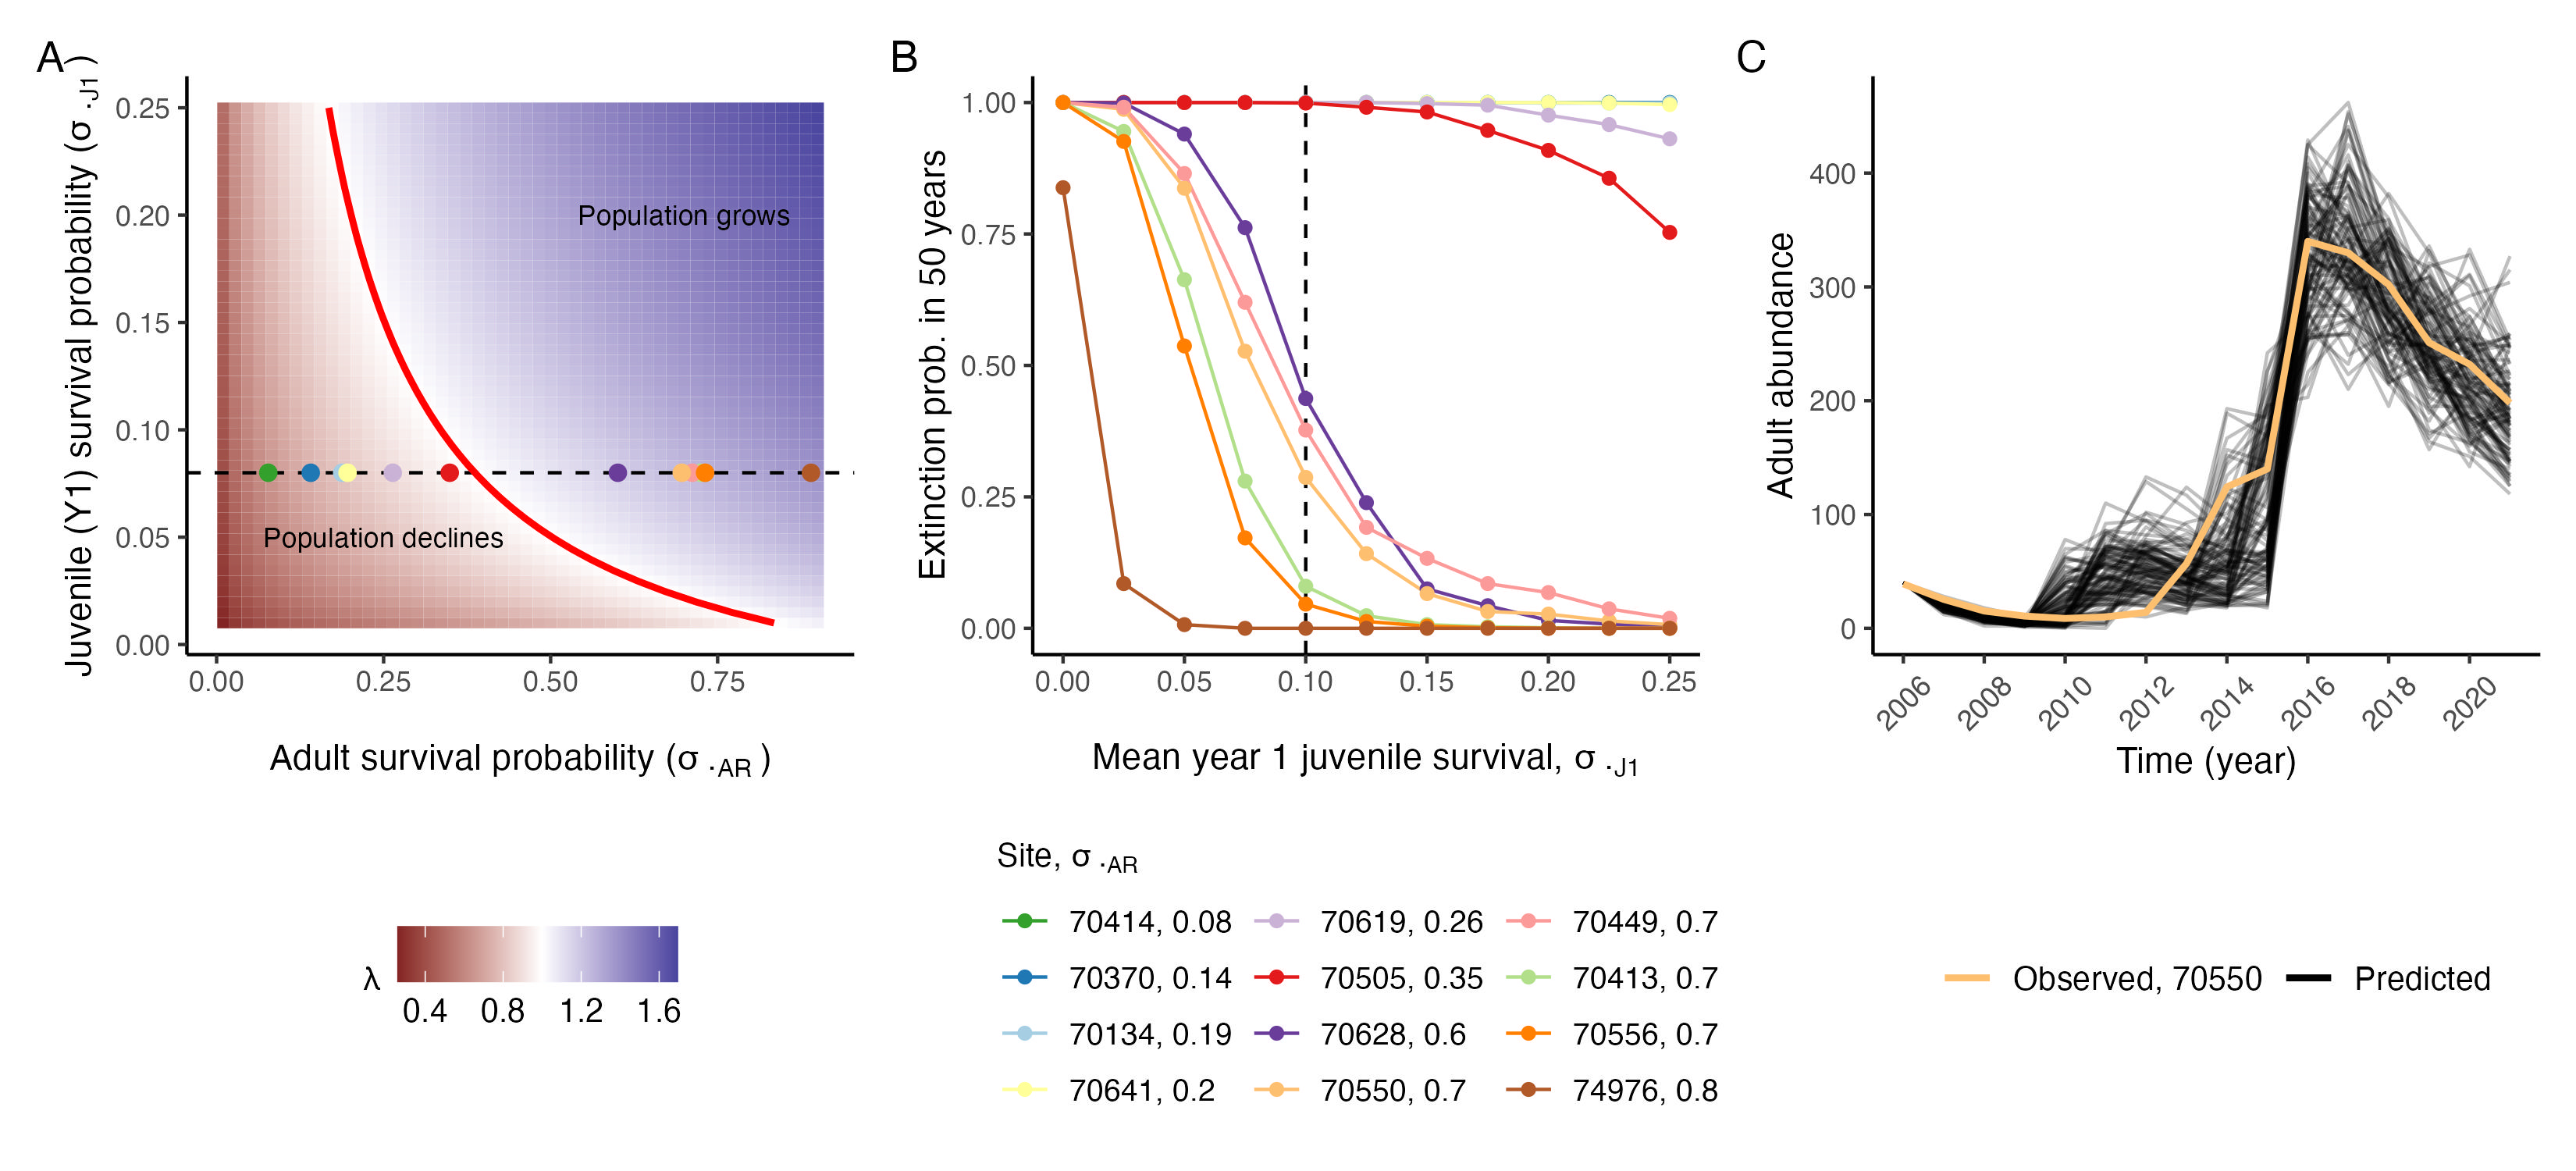 A
Juvenile (Y1) survival probability (σ ·J1 )
0.25
0.20
0.15
0.10
0.05
0.00
Population grows
Population declines
0.00 0.25 0.50 0.75
Adult survival probability (σ ·AR )
λ
0.4 0.8 1.2 1.6
B
Extinction prob. in 50 years
1.00
0.75
0.50
0.25
0.00
0.00 0.05 0.10 0.15 0.20 0.25
Mean year 1 juvenile survival, σ ·J1
Site, σ ·AR
70414, 0.08 70619, 0.26 70449, 0.7
70370, 0.14 70505, 0.35 70413, 0.7
70134, 0.19 70628, 0.6 70556, 0.7
70641, 0.2 70550, 0.7 74976, 0.8
C
Adult abundance
400
300
200
100
0
2006 2008 2010 2012 2014 2016 2018 2020
Time (year)
Observed, 70550 Predicted